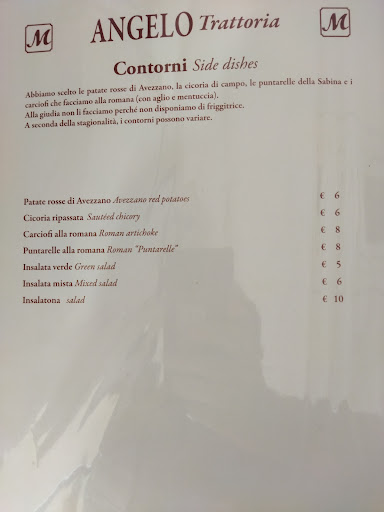 M ANGELO Trattoria M
Contorni Side dishes
Abbiamo scelto le patate rosse di Avezzano, la cicoria di campo, le puntarelle della Sabina e i
carciofi che facciamo alla romana (con aglio e mentuccia).
Alla giudia non li facciamo perché non disponiamo di friggitrice.
A seconda della stagionalità, i contorni possono variare.
Patate rosse di Avezzano Avezzano red potatoes € 6
Cicoria ripassata Sautéed chicory € 6
Carciofi alla romana Roman artichoke € 8
Puntarelle alla romana Roman "Puntarelle" € 8
Insalata verde Green salad € 5
Insalata mista Mixed salad € 6
Insalatona salad € 10